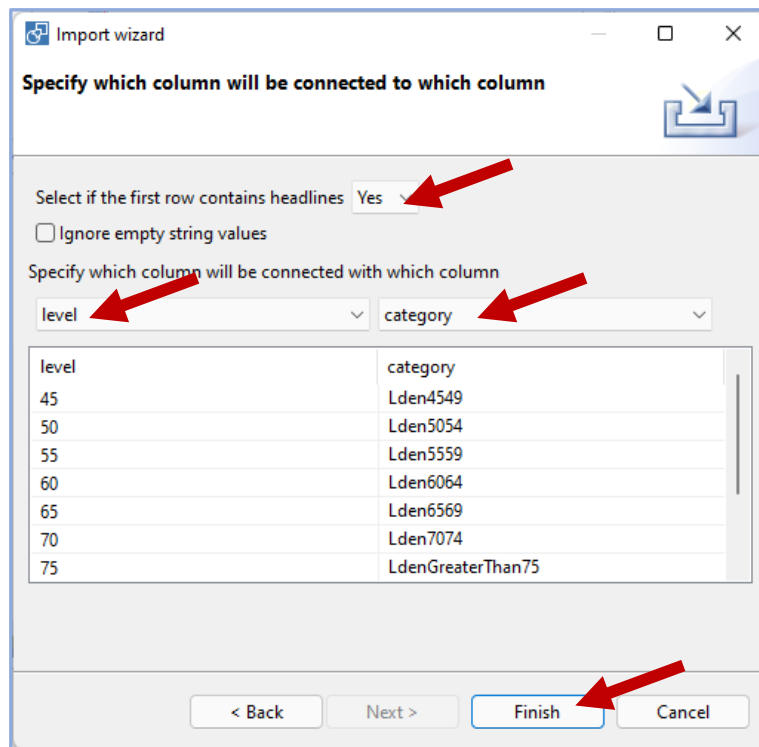 Import wizard
Specify which column will be connected to which column
Select if the first row contains headlines Yes
Ignore empty string values
Specify which column will be connected with which column
level category
level category
45 Lden4549
50 Lden5054
55 Lden5559
60 Lden6064
65 Lden6569
70 Lden7074
75 LdenGreaterThan75
< Back Next > Finish Cancel